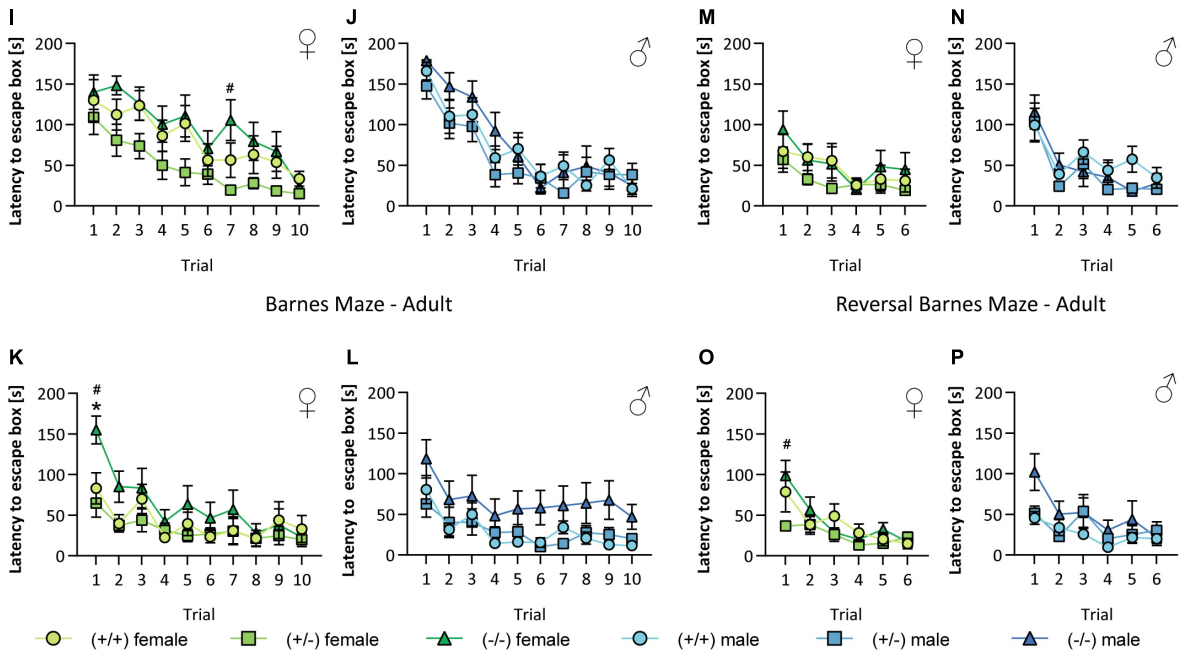 I J M N
Latency to escape box [s] Latency to escape box [s] Latency to escape box [s] Latency to escape box [s]
♀ ♂ ♀ ♂
200 200 200 200
150 150 150 150
#
100 100 100 100
50 50 50 50
0 0 0 0
1 2 3 4 5 6 7 8 9 10 1 2 3 4 5 6 7 8 9 10 1 2 3 4 5 6 1 2 3 4 5 6
Trial Trial Trial Trial
Barnes Maze - Adult Reversal Barnes Maze - Adult
K L O P
Latency to escape box [s] Latency to escape box [s] Latency to escape box [s] Latency to escape box [s]
♀ ♂ ♀ ♂
200 200 200 200
#
*
150 150 150 150
#
100 100 100 100
50 50 50 50
0 0 0 0
1 2 3 4 5 6 7 8 9 10 1 2 3 4 5 6 7 8 9 10 1 2 3 4 5 6 1 2 3 4 5 6
Trial Trial Trial Trial
(+/+) female (+/-) female (-/-) female (+/+) male (+/-) male (-/-) male